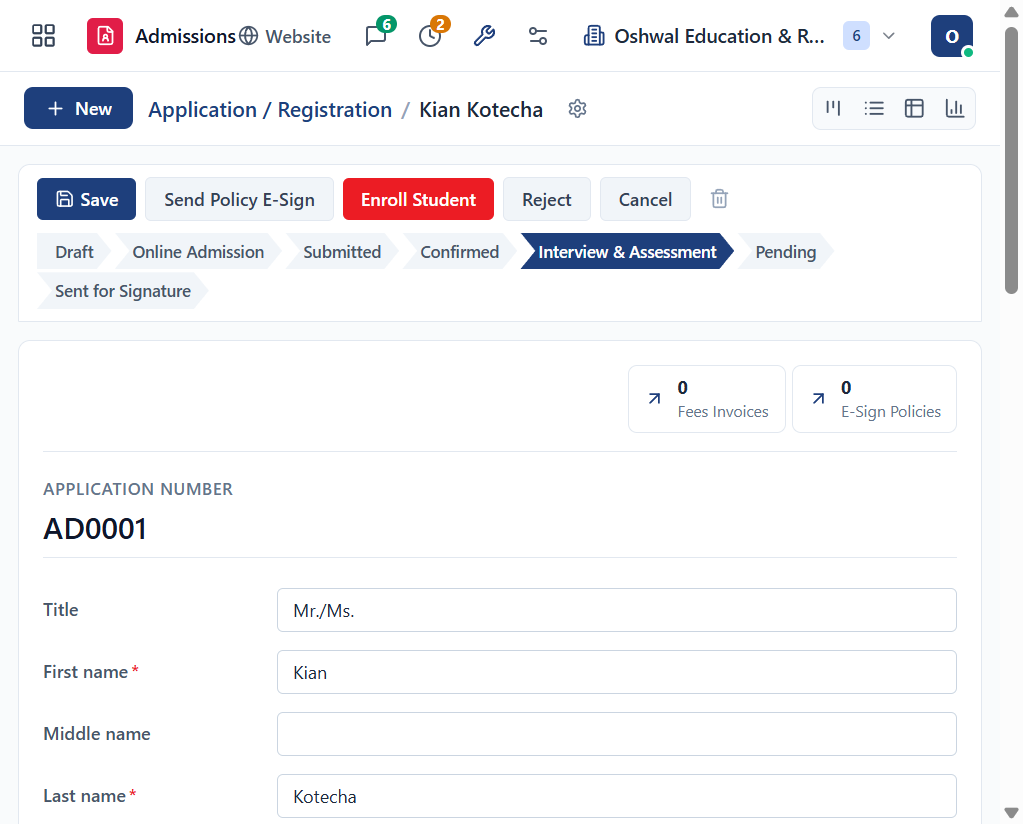 Admissions Website 6 2 Oshwal Education & R... 6 O
+ New Application / Registration / Kian Kotecha
Save Send Policy E-Sign Enroll Student Reject Cancel
Draft Online Admission Submitted Confirmed Interview & Assessment Pending
Sent for Signature
0 0
Fees Invoices E-Sign Policies
APPLICATION NUMBER
AD0001
Title Mr./Ms.
First name* Kian
Middle name
Last name* Kotecha